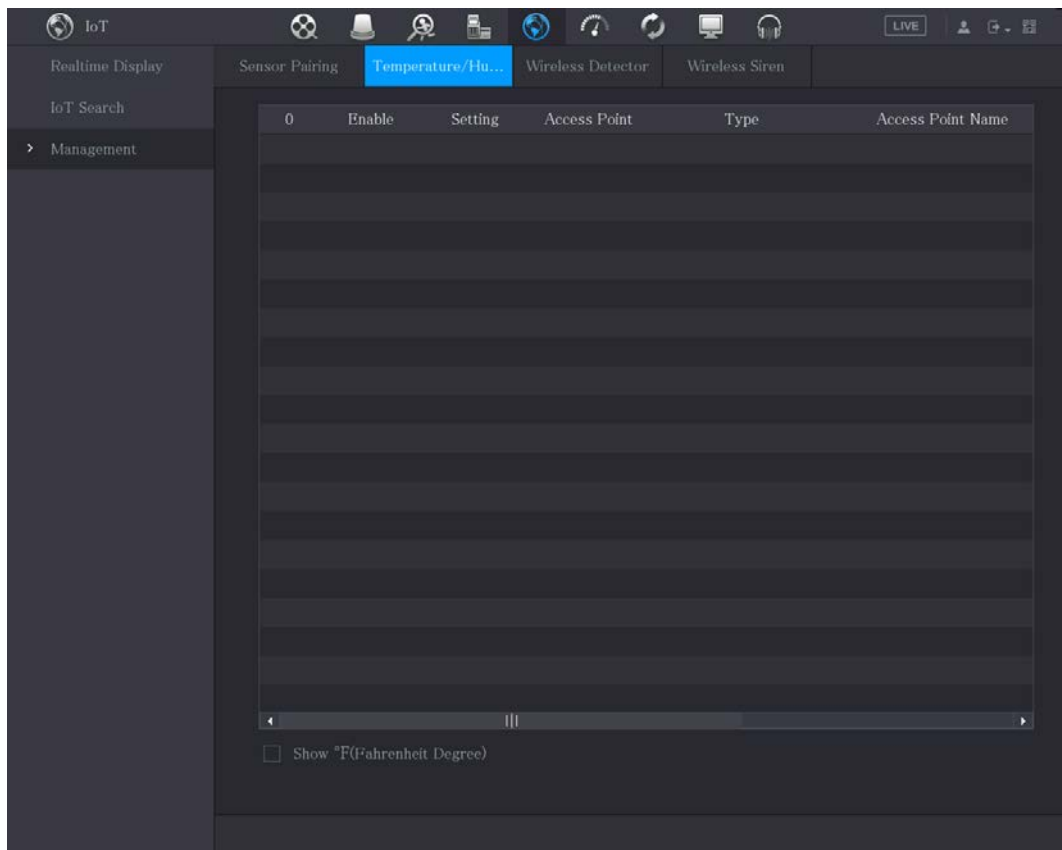 IoT
LIVE
Realtime Display
IoT Search
Management
Sensor Pairing Temperature/Hu... Wireless Detector Wireless Siren
0 Enable Setting Access Point Type Access Point Name
Show °F(Fahrenheit Degree)